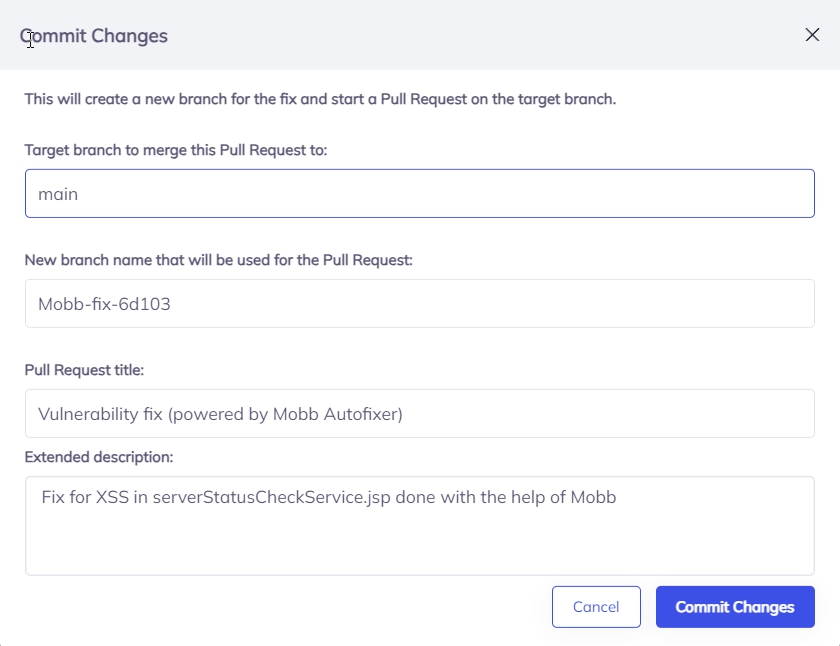 Commit Changes
This will create a new branch for the fix and start a Pull Request on the target branch.
Target branch to merge this Pull Request to:
main
New branch name that will be used for the Pull Request:
Mobb-fix-6d103
Pull Request title:
Vulnerability fix (powered by Mobb Autofixer)
Extended description:
Fix for XSS in serverStatusCheckService.jsp done with the help of Mobb
Cancel
Commit Changes